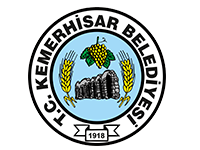 T.C. KEMERHİSAR BELEDİYESİ
1918